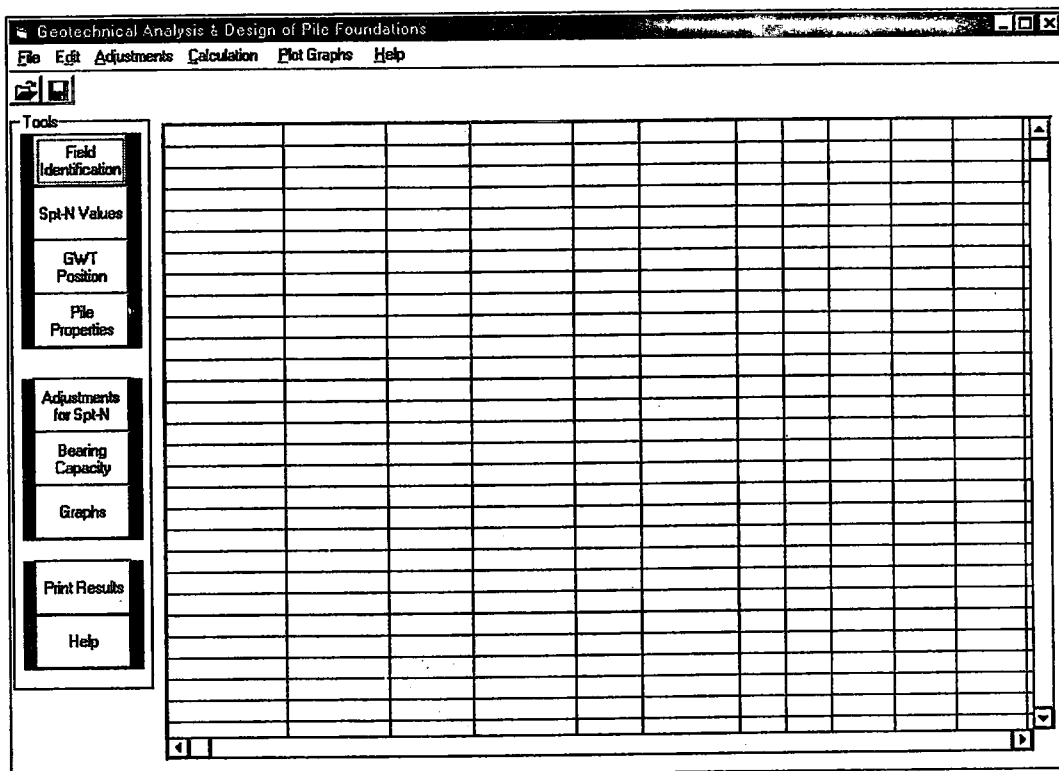 Geotechnical Analysis & Design of Pile Foundations
File Edit Adjustments Calculation Plot Graphs Help
Tools
Field
Identification
Spt-N Values
GWT
Position
Pile
Properties
Adjustments
for Spt-N
Bearing
Capacity
Graphs
Print Results
Help